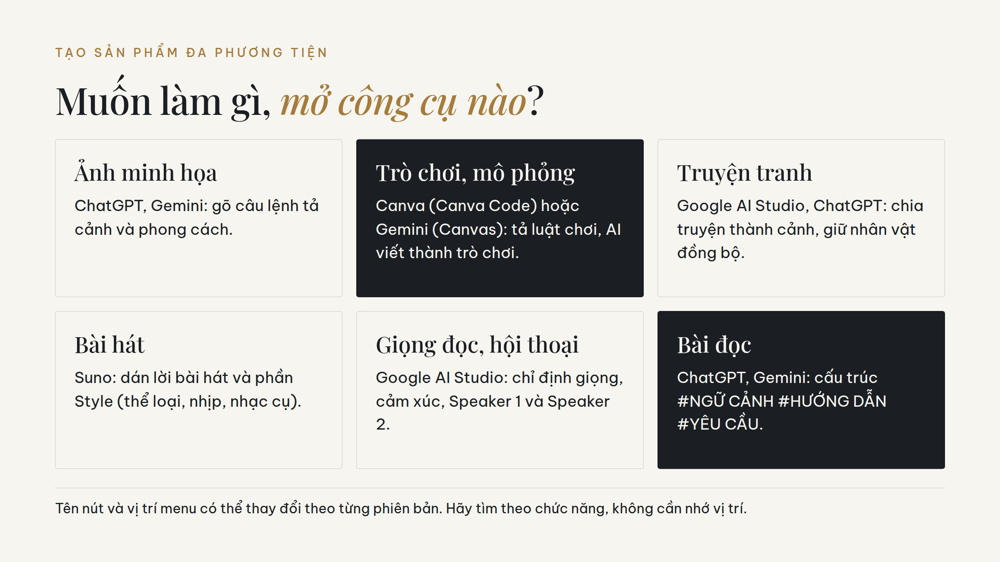 TẠO SẢN PHẨM ĐA PHƯƠNG TIỆN
Muốn làm gì, mở công cụ nào?
Ảnh minh họa
ChatGPT, Gemini: gõ câu lệnh tả
cảnh và phong cách.
Trò chơi, mô phỏng
Canva (Canva Code) hoặc
Gemini (Canvas): tả luật chơi, AI
viết thành trò chơi.
Truyện tranh
Google AI Studio, ChatGPT: chia
truyện thành cảnh, giữ nhân vật
đồng bộ.
Bài hát
Suno: dán lời bài hát và phần
Style (thể loại, nhịp, nhạc cụ).
Giọng đọc, hội thoại
Google AI Studio: chỉ định giọng,
cảm xúc, Speaker 1 và Speaker
2.
Bài đọc
ChatGPT, Gemini: cấu trúc
#NGỮ CẢNH #HƯỚNG DẪN
#YÊU CẦU.
Tên nút và vị trí menu có thể thay đổi theo từng phiên bản. Hãy tìm theo chức năng, không cần nhớ vị trí.